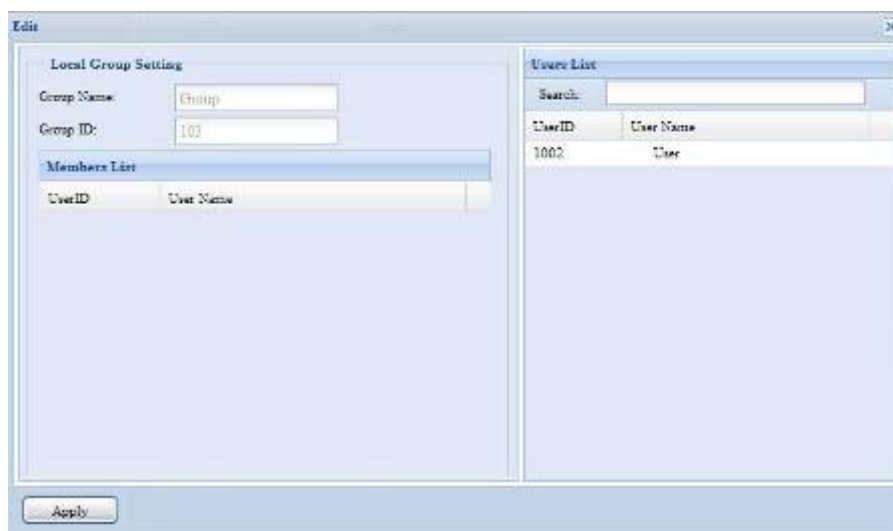 Edit
Local Group Setting
Group Name: Group
Group ID: 103
Members List
UserID User Name
Users List
Search:
UserID User Name
1002 User
Apply